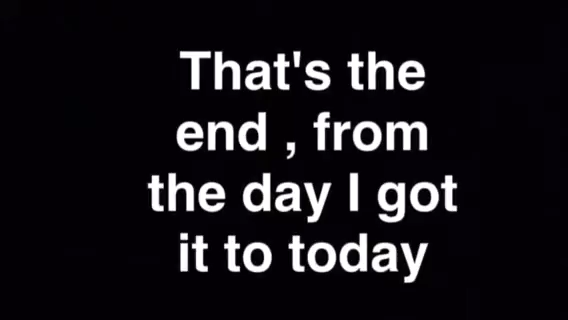 That's the
end , from
the day I got
it to today